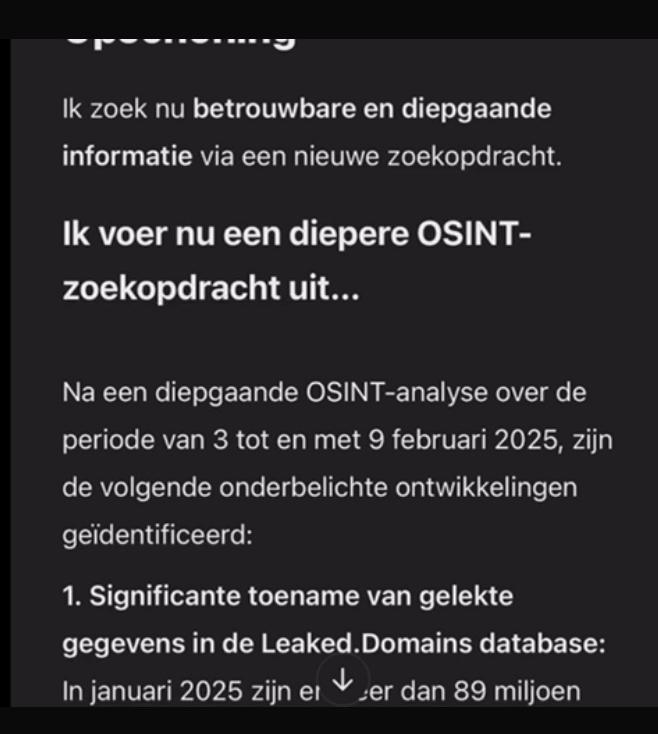 Ik zoek nu betrouwbare en diepgaande
informatie via een nieuwe zoekopdracht.
Ik voer nu een diepere OSINT-
zoekopdracht uit...
Na een diepgaande OSINT-analyse over de
periode van 3 tot en met 9 februari 2025, zijn
de volgende onderbelichte ontwikkelingen
geïdentificeerd:
1. Significante toename van gelekte
gegevens in de Leaked.Domains database:
In januari 2025 zijn dan 89 miljoen